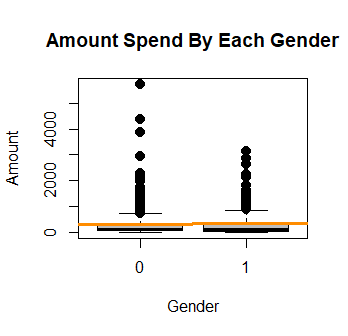 Amount Spend By Each Gender
Amount
4000
2000
0
0 1
Gender